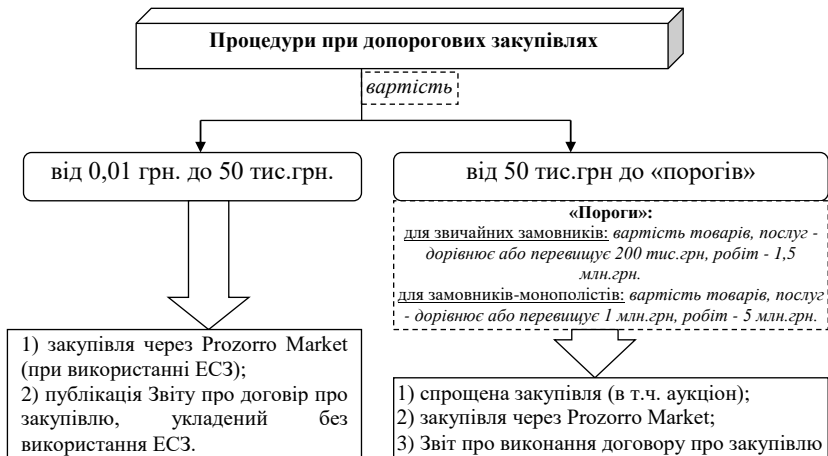 Процедури при допорогових закупівлях
вартість
від 0,01 грн. до 50 тис.грн.
від 50 тис.грн до «порогів»
«Пороги»:
для звичайних замовників: вартість товарів, послуг -
дорівнює або перевищує 200 тис.грн, робіт - 1,5
млн.грн.
для замовників-монополістів: вартість товарів, послуг
- дорівнює або перевищує 1 млн.грн, робіт - 5 млн.грн.
1) закупівля через Prozorro Market
(при використанні ЕСЗ);
2) публікація Звіту про договір про
закупівлю, укладений без
використання ЕСЗ.
1) спрощена закупівля (в т.ч. аукціон);
2) закупівля через Prozorro Market;
3) Звіт про виконання договору про закупівлю